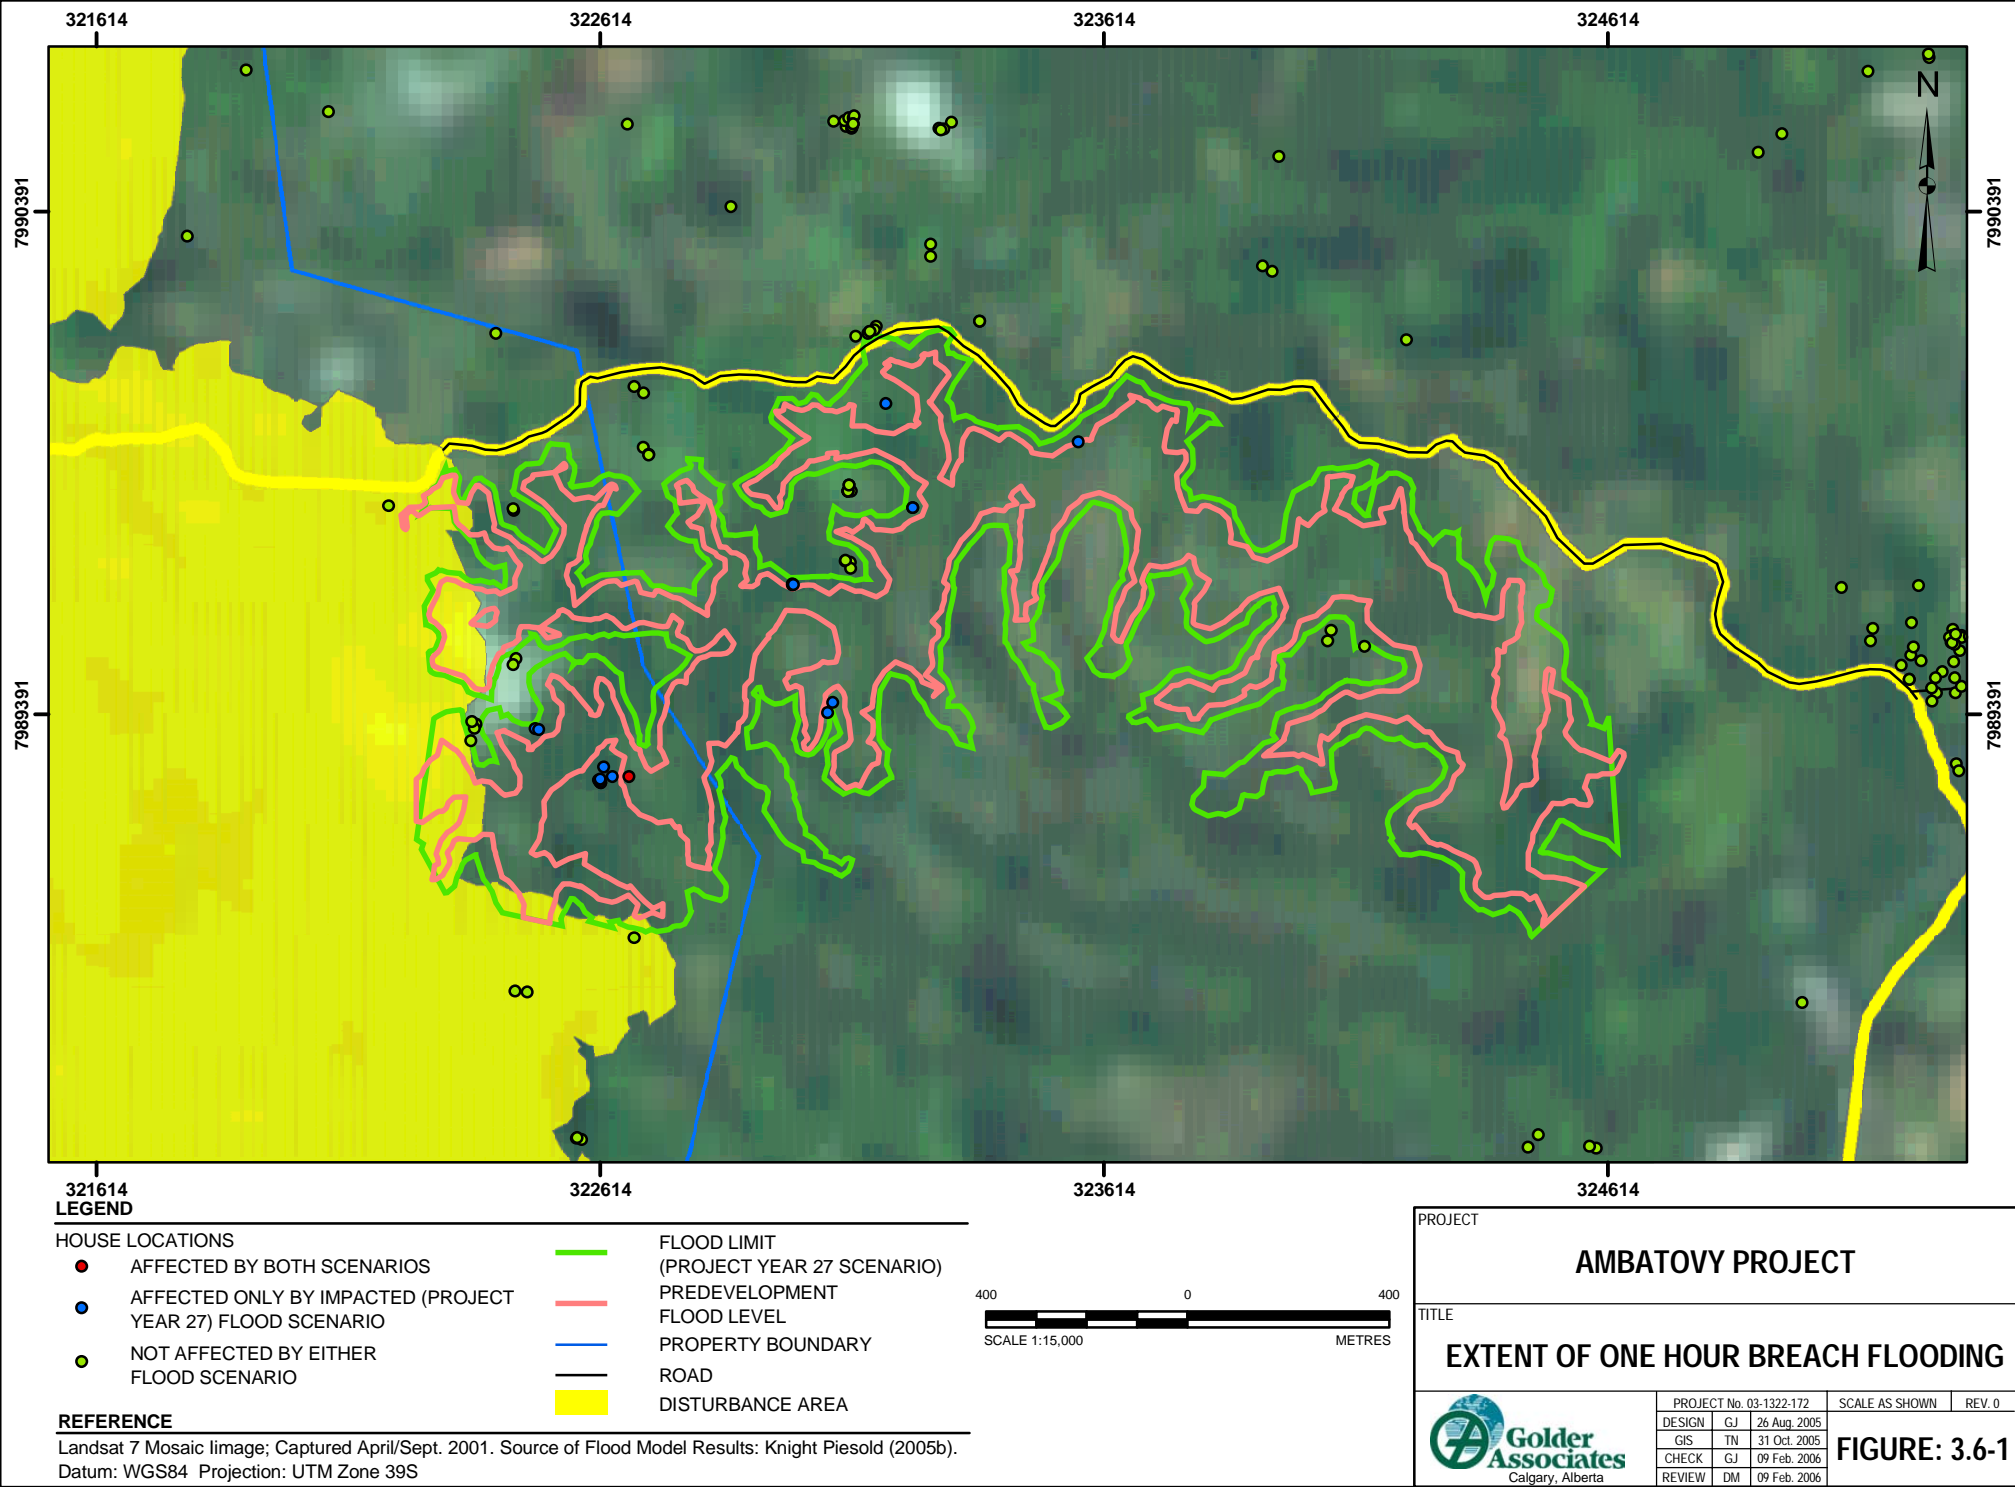 321614 322614 323614 324614
N
7990391 7990391
7989391 7989391
321614 322614 323614 324614
LEGEND
HOUSE LOCATIONS
AFFECTED BY BOTH SCENARIOS
AFFECTED ONLY BY IMPACTED (PROJECT
YEAR 27) FLOOD SCENARIO
NOT AFFECTED BY EITHER
FLOOD SCENARIO
FLOOD LIMIT
(PROJECT YEAR 27 SCENARIO)
PREDEVELOPMENT
FLOOD LEVEL
PROPERTY BOUNDARY
ROAD
DISTURBANCE AREA
REFERENCE
Landsat 7 Mosaic Iimage; Captured April/Sept. 2001. Source of Flood Model Results: Knight Piesold (2005b).
Datum: WGS84 Projection: UTM Zone 39S
400 0 400
SCALE 1:15,000 METRES
PROJECT
AMBATOVY PROJECT
TITLE
EXTENT OF ONE HOUR BREACH FLOODING
Golder
Associates
Calgary, Alberta
PROJECT No. 03-1322-172 SCALE AS SHOWN REV. 0
DESIGN GJ 26 Aug. 2005
GIS TN 31 Oct. 2005
CHECK GJ 09 Feb. 2006
REVIEW DM 09 Feb. 2006
FIGURE: 3.6-1